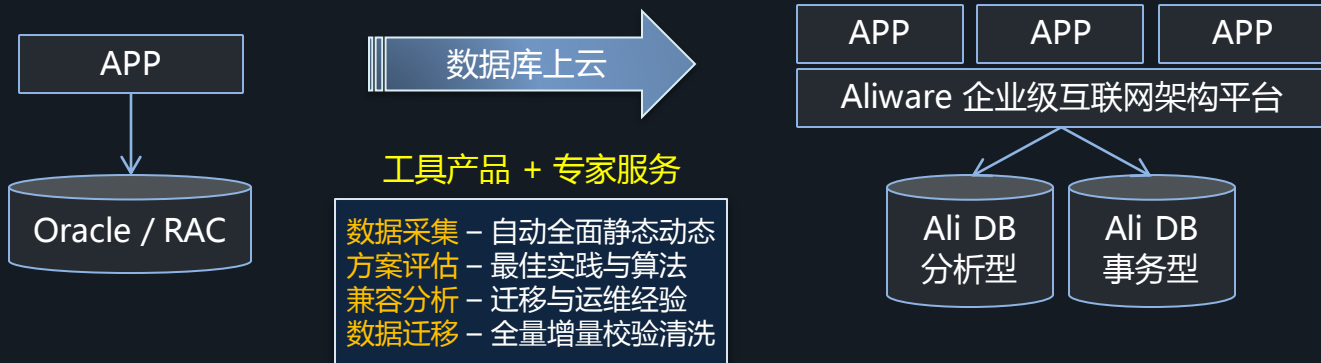 APP
Oracle / RAC
数据库上云
工具产品 + 专家服务
数据采集 – 自动全面静态动态
方案评估 – 最佳实践与算法
兼容分析 – 迁移与运维经验
数据迁移 – 全量增量校验清洗
APP
APP
APP
Aliware 企业级互联网架构平台
Ali DB
分析型
Ali DB
事务型